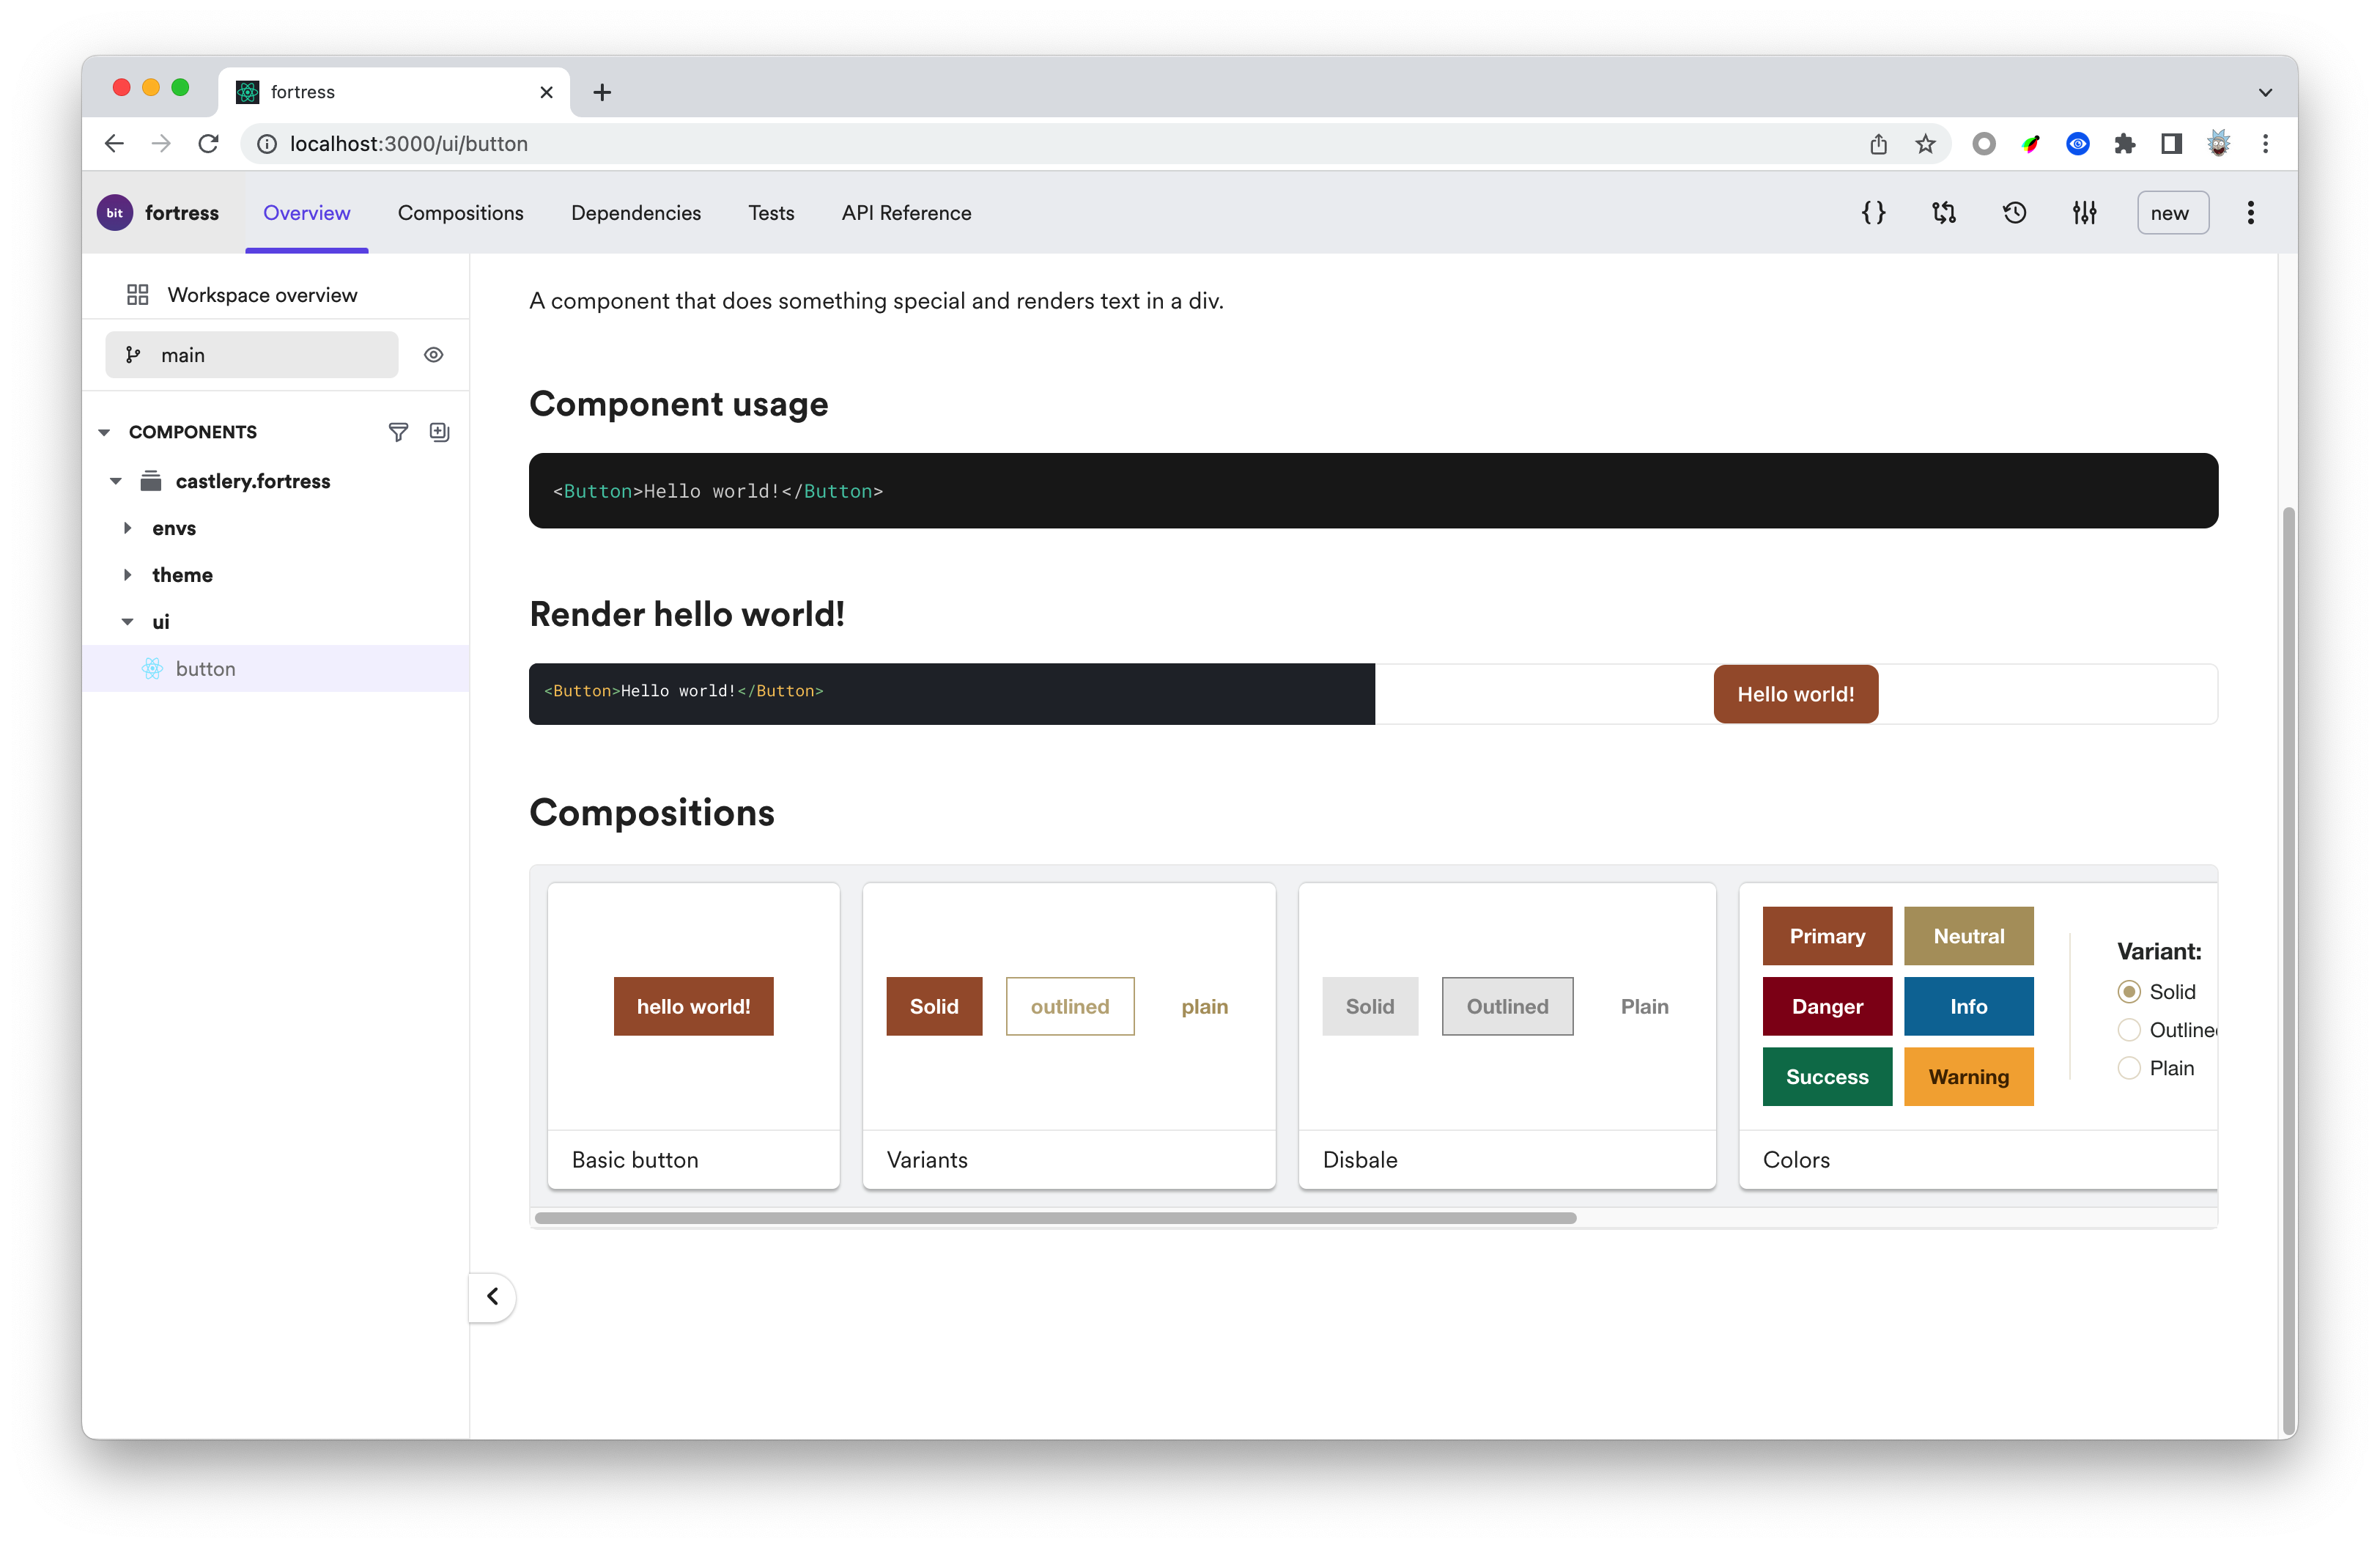 fortress
localhost:3000/ui/button
bit fortress Overview Compositions Dependencies Tests API Reference new
Workspace overview
main
COMPONENTS
castlery.fortress
envs
theme
ui
button
A component that does something special and renders text in a div.
Component usage
<Button>Hello world!</Button>
Render hello world!
<Button>Hello world!</Button>
Hello world!
Compositions
hello world!
Basic button
Solid outlined plain
Variants
Solid Outlined Plain
Disbale
Primary Neutral
Danger Info
Success Warning
Variant:
Solid
Outlined
Plain
Colors